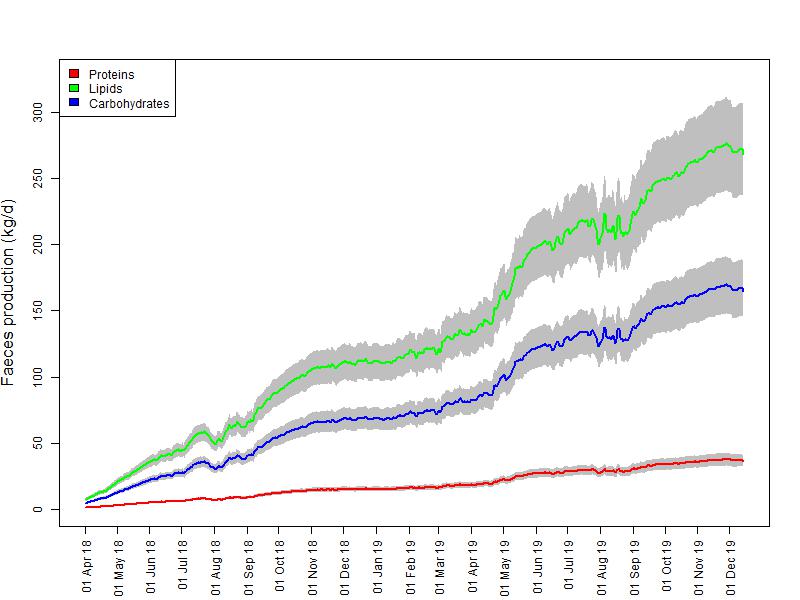 Proteins
Lipids
Carbohydrates
Faeces production (kg/d)
300
250
200
150
100
50
0
01 Apr 18
01 May 18
01 Jun 18
01 Jul 18
01 Aug 18
01 Sep 18
01 Oct 18
01 Nov 18
01 Dec 18
01 Jan 19
01 Feb 19
01 Mar 19
01 Apr 19
01 May 19
01 Jun 19
01 Jul 19
01 Aug 19
01 Sep 19
01 Oct 19
01 Nov 19
01 Dec 19